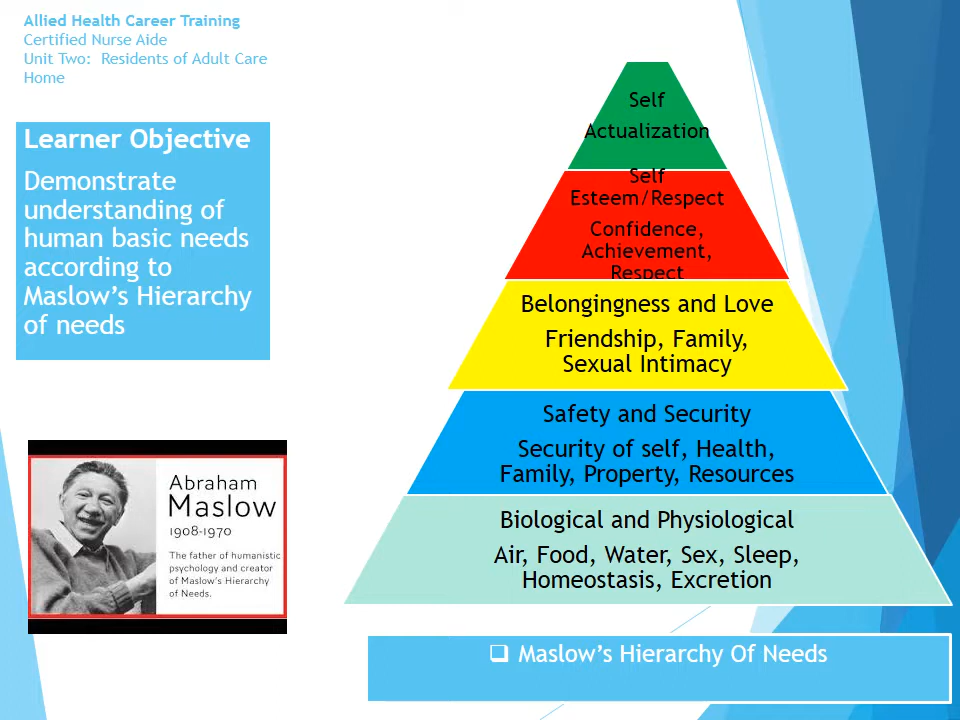 Allied Health Career Training
Certified Nurse Aide
Unit Two:  Residents of Adult Care
Home
Learner Objective
Demonstrate
understanding of
human basic needs
according to
Maslow's Hierarchy
of needs
Abraham
Maslow
1908-1970
The father of humanistic
psychology and creator
of Maslow's Hierarchy
of Needs.
Self
Actualization
Self
Esteem/Respect
Confidence,
Achievement,
Respect
Belongingness and Love
Friendship, Family,
Sexual Intimacy
Safety and Security
Security of self, Health,
Family, Property, Resources
Biological and Physiological
Air, Food, Water, Sex, Sleep,
Homeostasis, Excretion
❑ Maslow's Hierarchy Of Needs